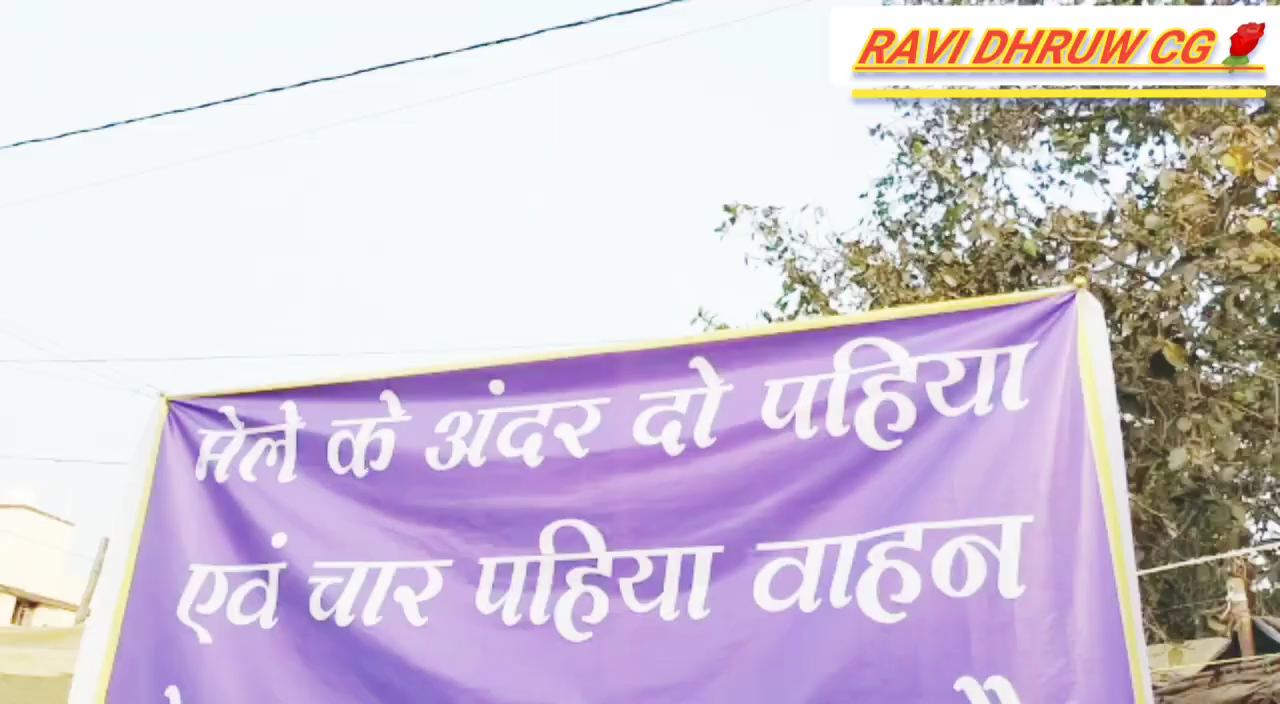 RAVI DHRUW CG
मेले के अंदर दो पहिया
एवं चार पहिया वाहन